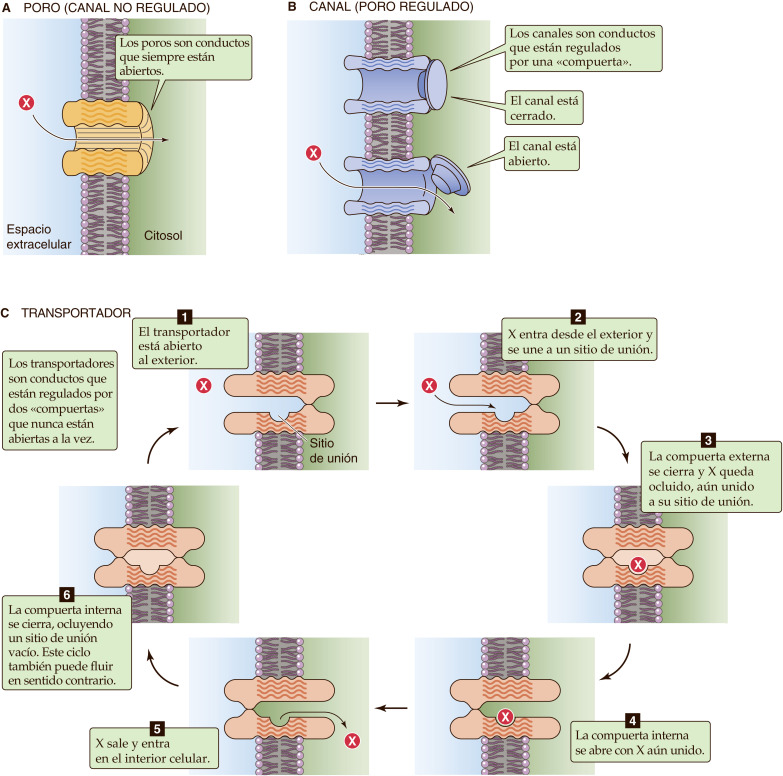 A PORO (CANAL NO REGULADO)
Los poros son conductos
que siempre están
abiertos.
X
Espacio
extracelular
Citosol
B CANAL (PORO REGULADO)
Los canales son conductos
que están regulados
por una «compuerta».
El canal está
cerrado.
El canal está
abierto.
X
C TRANSPORTADOR
Los transportadores
son conductos que
están regulados por
dos «compuertas»
que nunca están
abiertas a la vez.
1
El transportador
está abierto
al exterior.
X
Sitio
de unión
2
X entra desde el exterior y
se une a un sitio de unión.
X
3
La compuerta externa
se cierra y X queda
ocluido, aún unido
a su sitio de unión.
X
4
La compuerta interna
se abre con X aún unido.
X
5
X sale y entra
en el interior celular.
X
6
La compuerta interna
se cierra, ocluyendo
un sitio de unión
vacío. Este ciclo
también puede fluir
en sentido contrario.